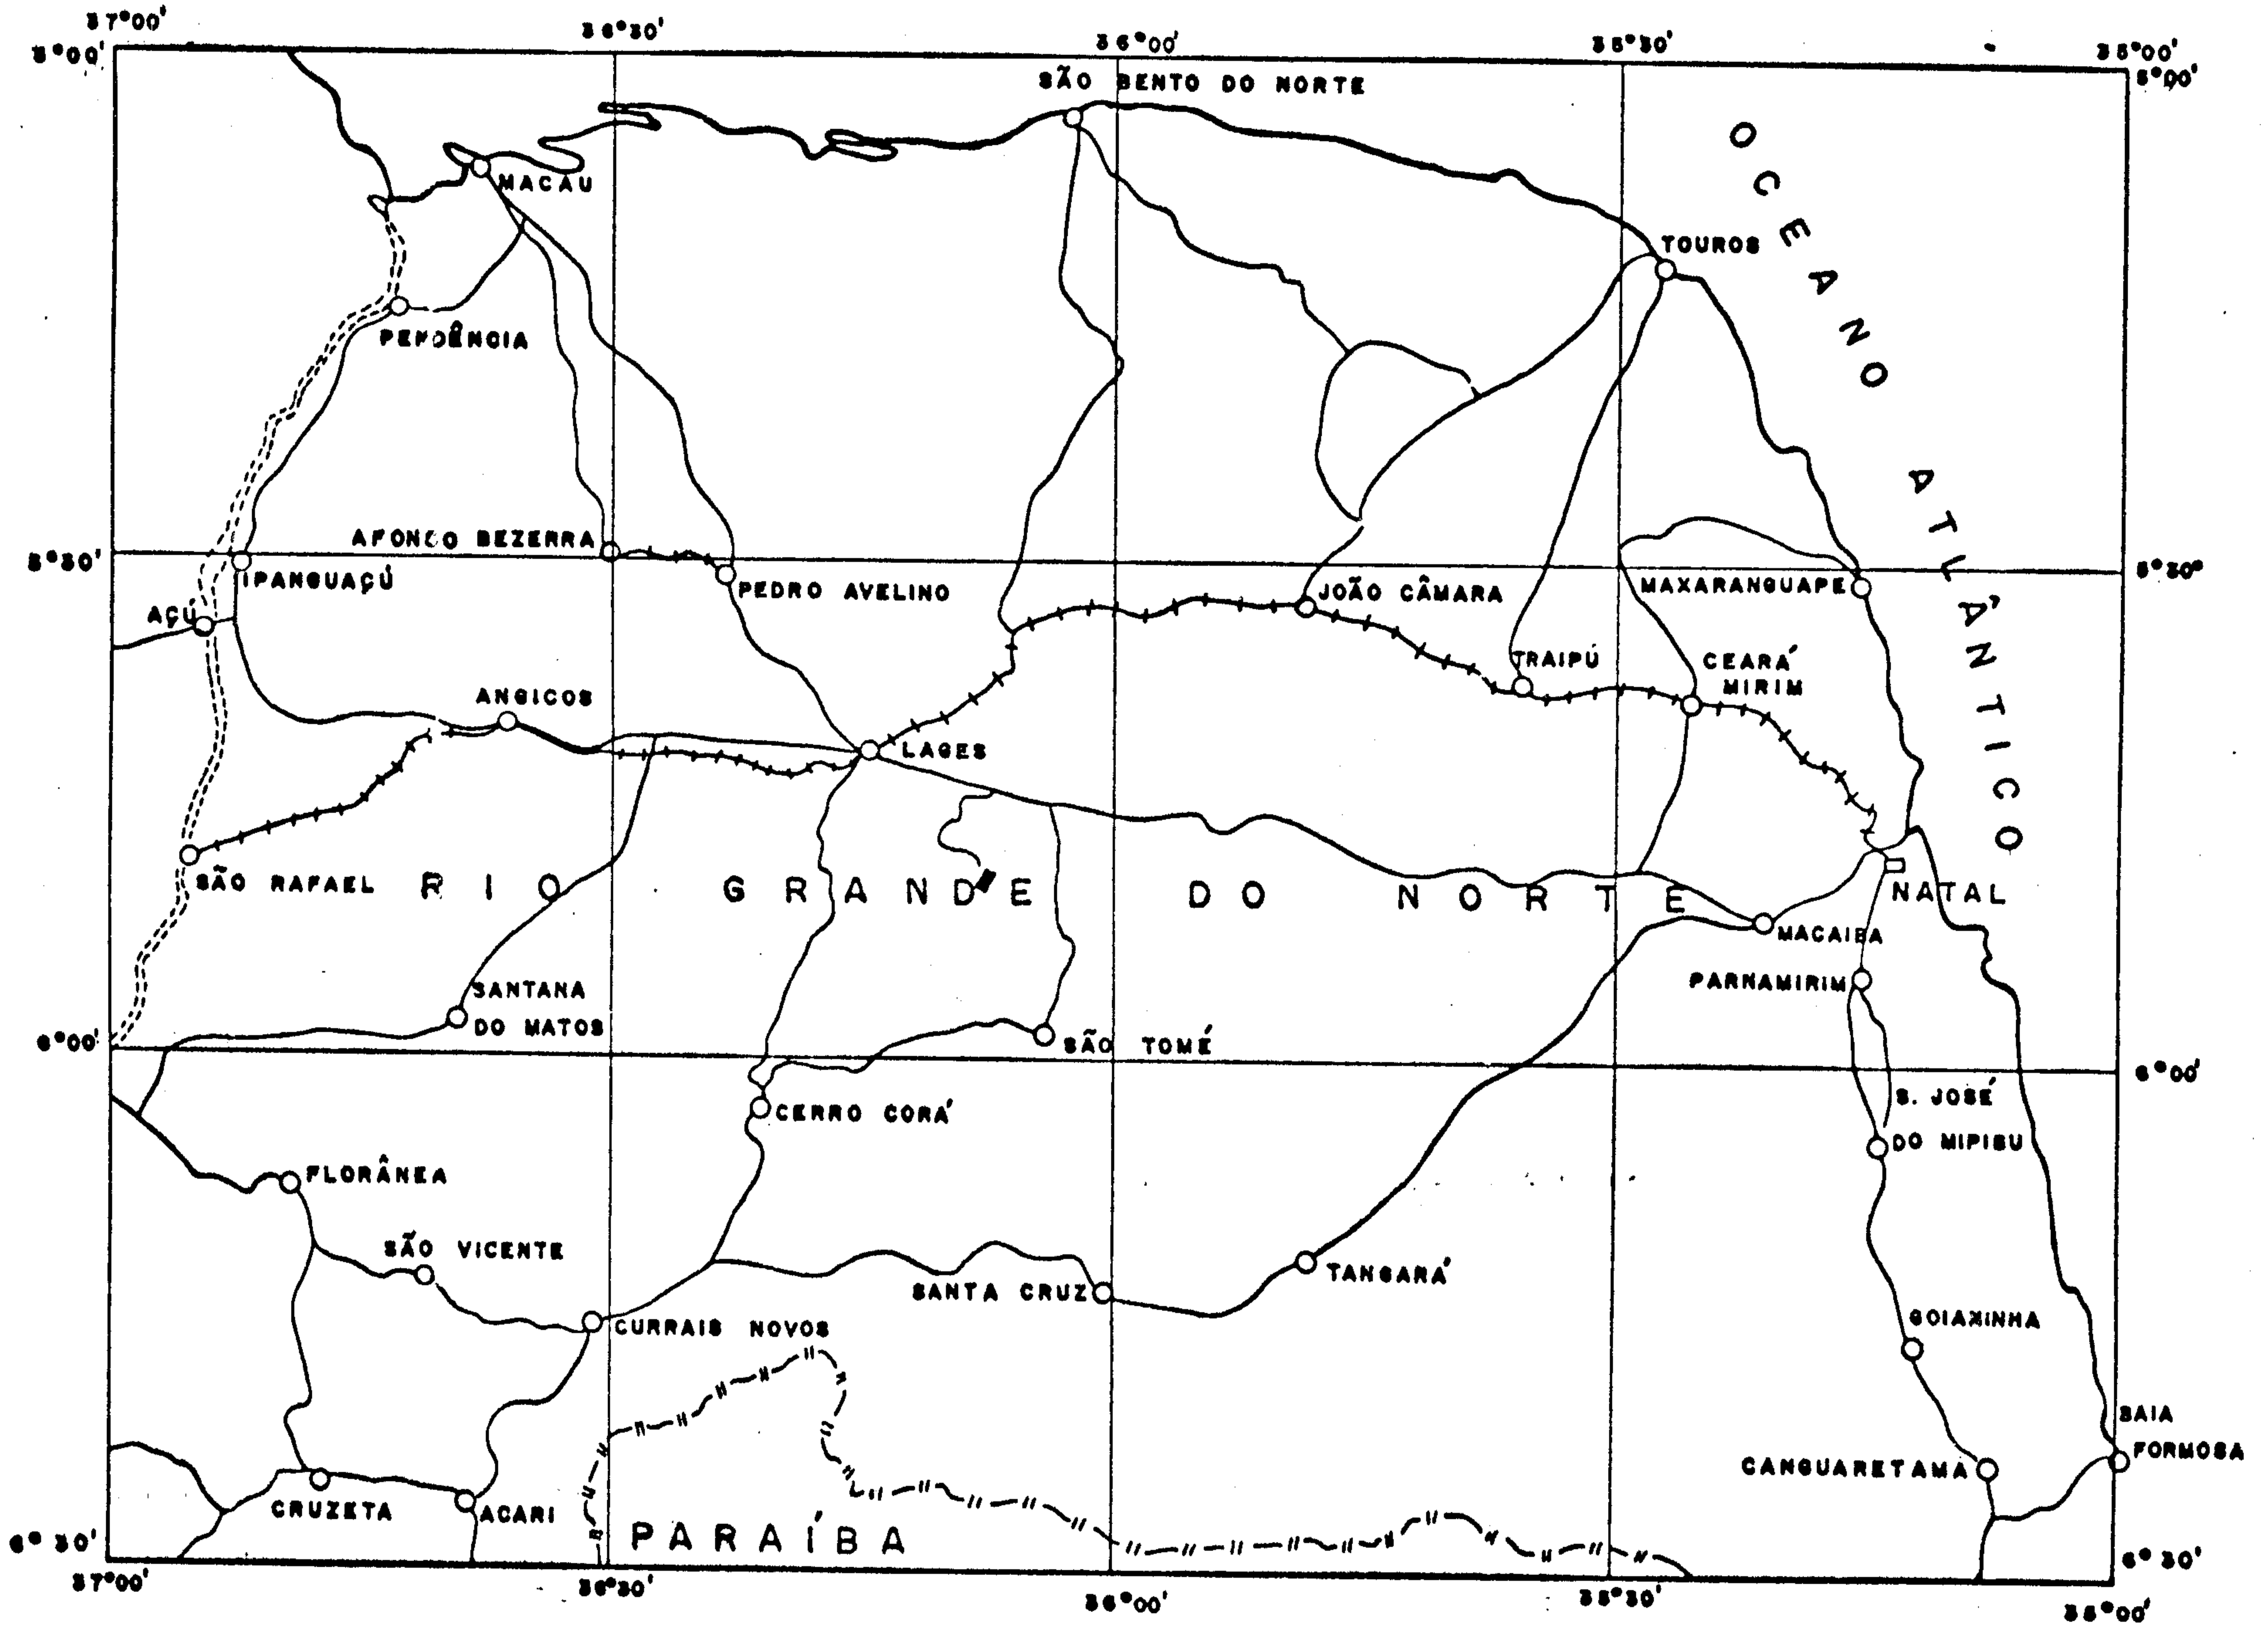 37°00'
36°30'
36°00'
35°30'
35°00'
5°00'
5°00'
SÃO BENTO DO NORTE
OCEANO ATLÂNTICO
MACAU
TOUROS
PENDÊNCIA
AFONSO BEZERRA
5°30'
5°30'
IPANGUAÇÚ
PEDRO AVELINO
JOÃO CÂMARA
MAXARANGUAPE
AÇU
TRAIPÚ
CEARÁ
MIRIM
ANGICOS
LAGES
SÃO RAFAEL
RIO GRANDE DO NORTE
NATAL
MACAIBA
PARNAMIRIM
SANTANA
DO MATOS
6°00'
SÃO TOMÉ
6°00'
S. JOSÉ
DO MIPIBU
CERRO CORÁ
FLORÂNEA
SÃO VICENTE
SANTA CRUZ
TANGARÁ
CURRAIS NOVOS
GOIANINHA
BAIA
FORMOSA
CANGUARETAMA
CRUZETA
ACARI
PARAÍBA
6°30'
6°30'
37°00'
36°30'
36°00'
35°30'
35°00'